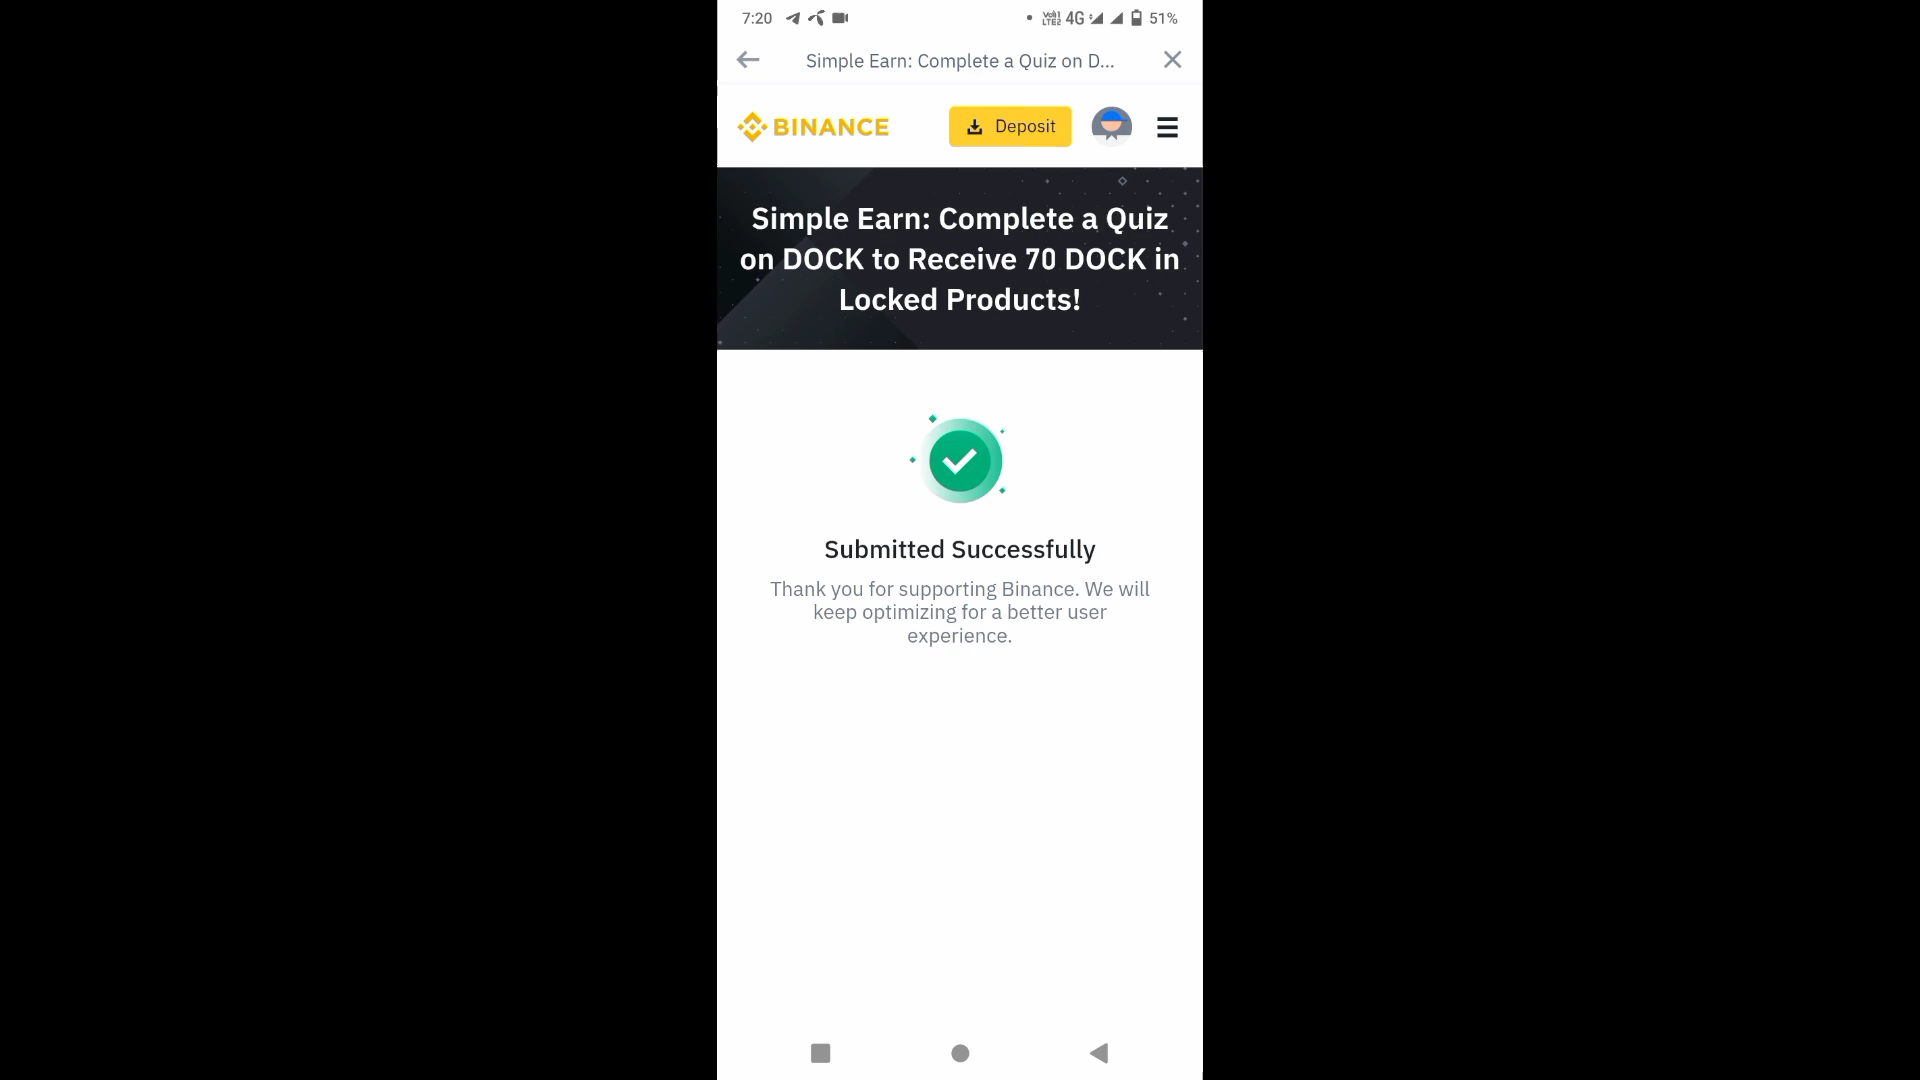 7:20
4G 51%
Simple Earn: Complete a Quiz on D...
BINANCE
Deposit
Simple Earn: Complete a Quiz
on DOCK to Receive 70 DOCK in
Locked Products!
Submitted Successfully
Thank you for supporting Binance. We will
keep optimizing for a better user
experience.